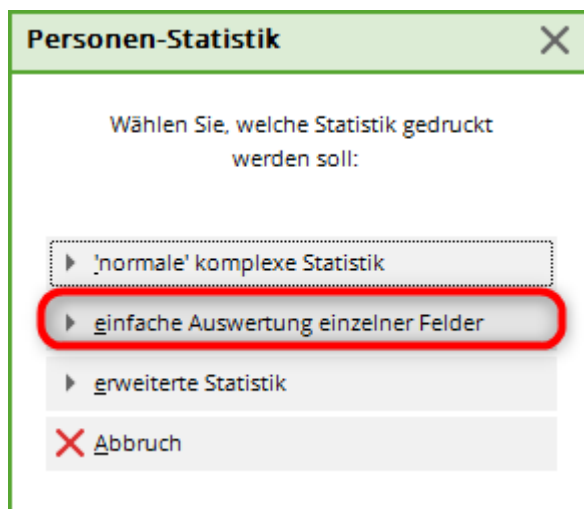 Personen-Statistik
Wählen Sie, welche Statistik gedruckt
werden soll:
'normale' komplexe Statistik
einfache Auswertung einzelner Felder
erweiterte Statistik
Abbruch